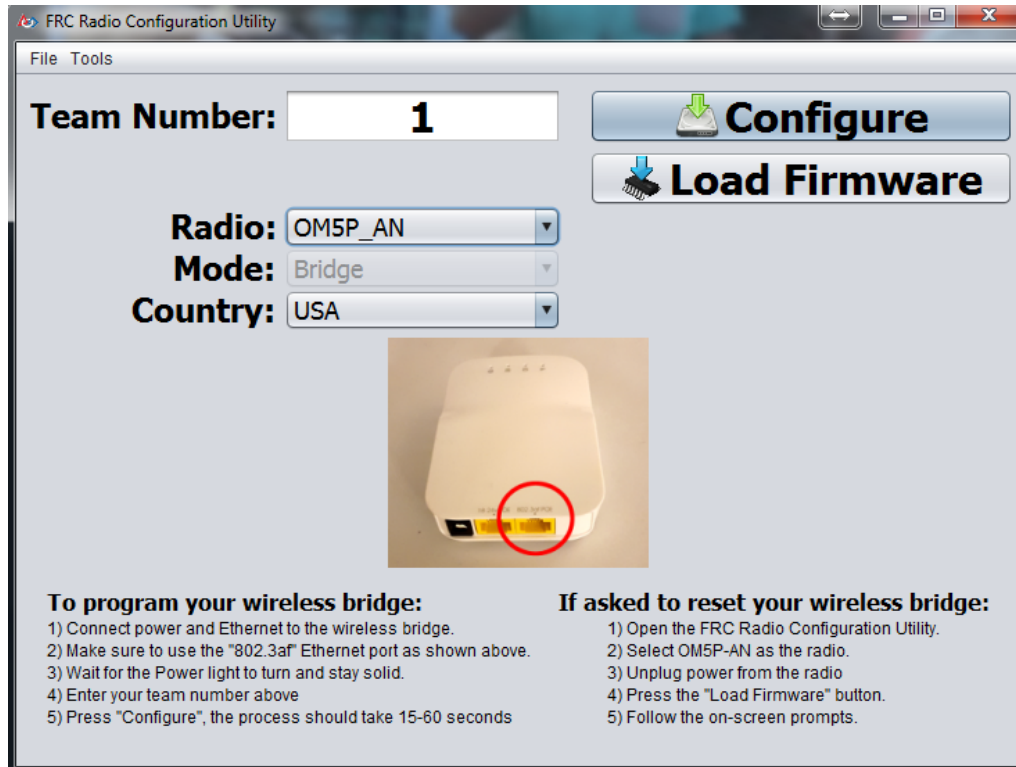 FRC Radio Configuration Utility
File Tools
Team Number: 1
Configure
Load Firmware
Radio: OM5P_AN
Mode: Bridge
Country: USA
802.3af POE
To program your wireless bridge:
1) Connect power and Ethernet to the wireless bridge.
2) Make sure to use the "802.3af" Ethernet port as shown above.
3) Wait for the Power light to turn and stay solid.
4) Enter your team number above
5) Press "Configure", the process should take 15-60 seconds
If asked to reset your wireless bridge:
1) Open the FRC Radio Configuration Utility.
2) Select OM5P-AN as the radio.
3) Unplug power from the radio
4) Press the "Load Firmware" button.
5) Follow the on-screen prompts.